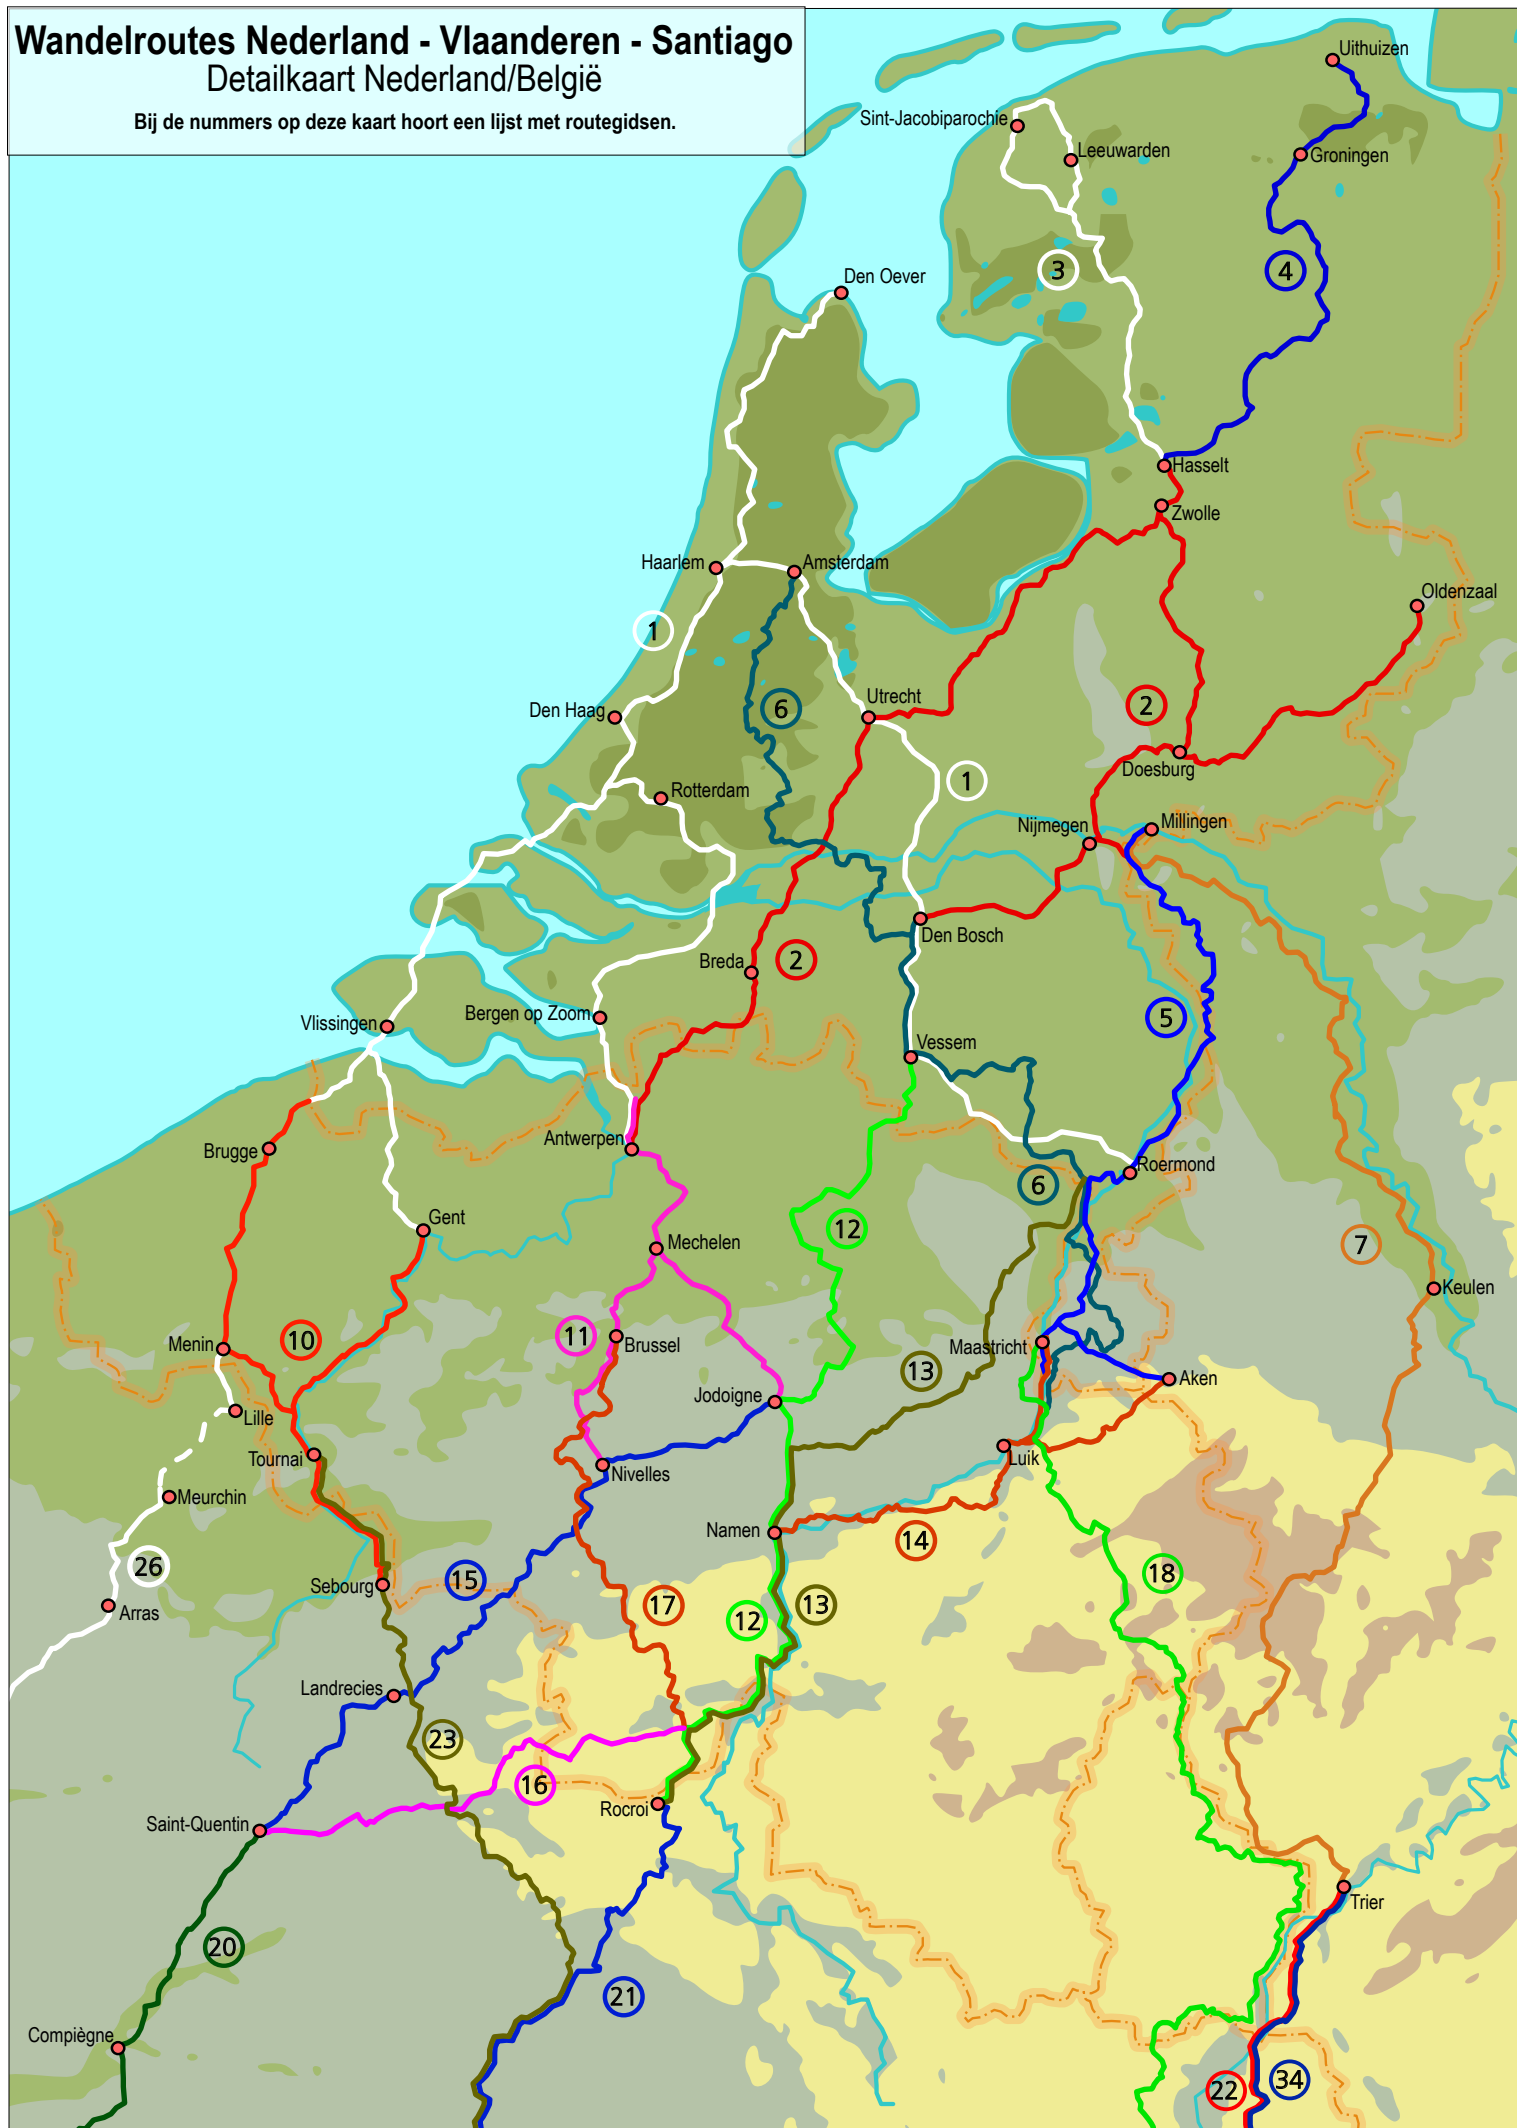 Wandelroutes Nederland - Vlaanderen - Santiago
Detailkaart Nederland/België
Bij de nummers op deze kaart hoort een lijst met routegidsen.
Uithuizen
Sint-Jacobiparochie
Leeuwarden
Groningen
3
4
Den Oever
Hasselt
Zwolle
Haarlem
Amsterdam
Oldenzaal
1
Utrecht
Den Haag
6
2
Doesburg
Rotterdam
1
Nijmegen
Millingen
Den Bosch
Breda
2
Vlissingen
Bergen op Zoom
5
Vessem
Antwerpen
Brugge
Roermond
6
Gent
12
Mechelen
7
Keulen
Menin
10
11
Brussel
Maastricht
13
Aken
Jodoigne
Lille
Tournai
Nivelles
Luik
Meurchin
Namen
14
26
15
18
Sebourg
Arras
17
12
13
Landrecies
23
16
Rocroi
Saint-Quentin
Trier
20
21
Compiègne
22
34